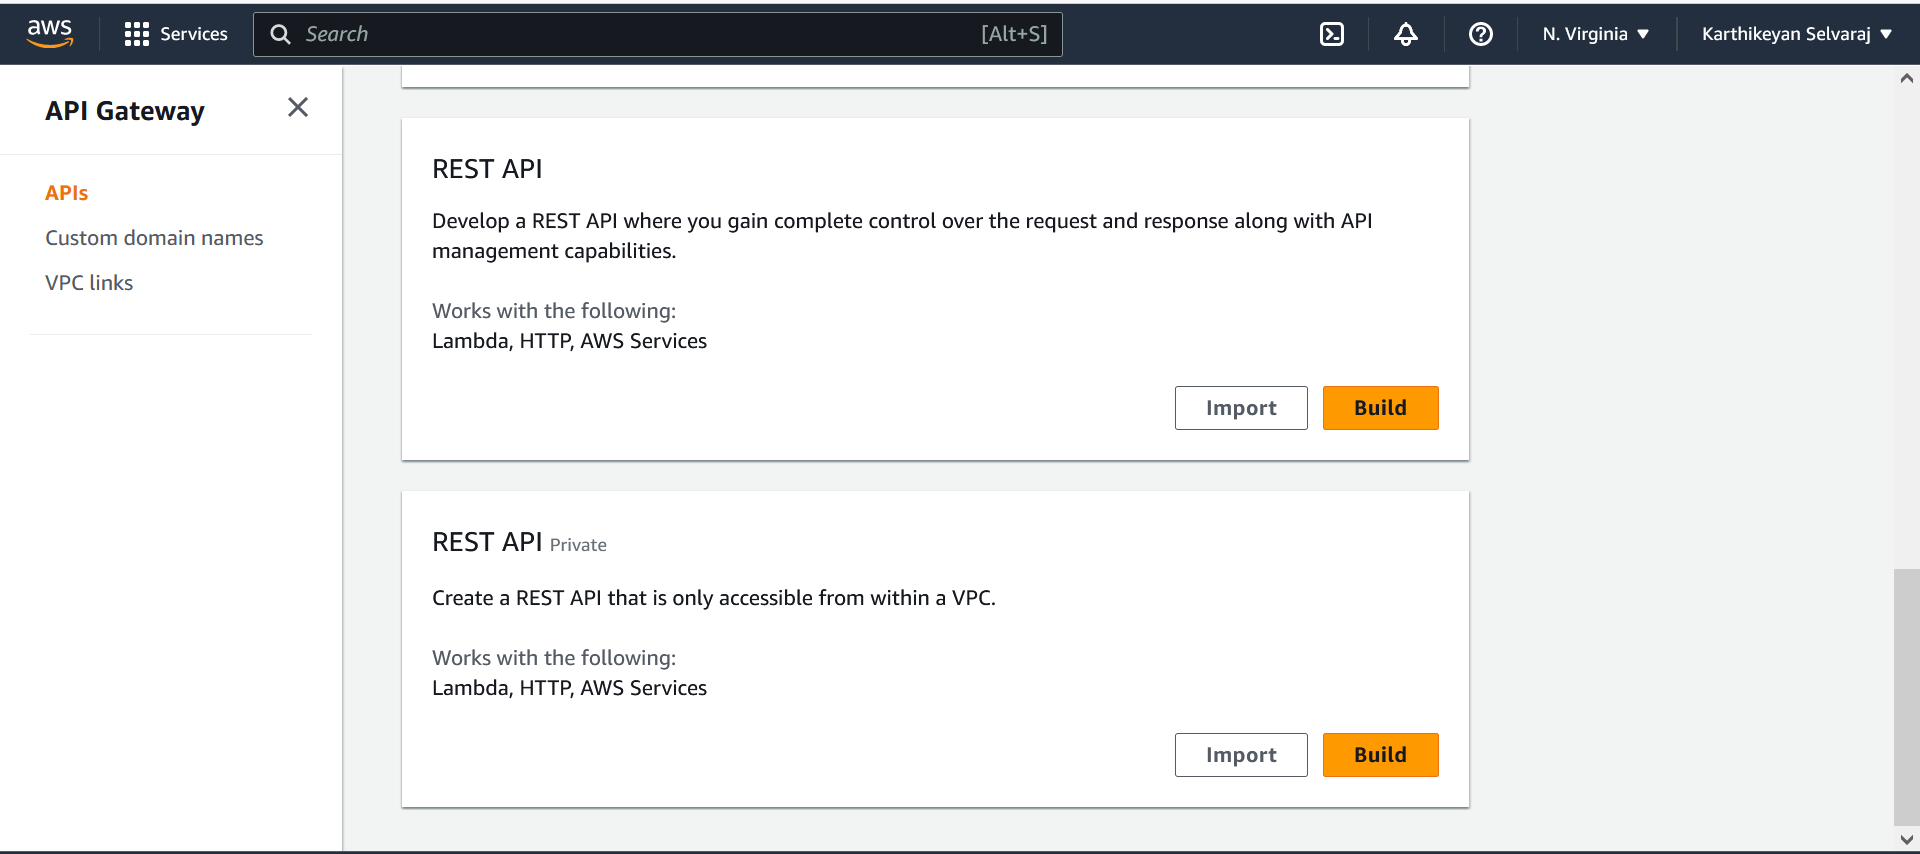 aws
Services
Search
[Alt+S]
N. Virginia
Karthikeyan Selvaraj
API Gateway
APIs
Custom domain names
VPC links
REST API
Develop a REST API where you gain complete control over the request and response along with API
management capabilities.
Works with the following:
Lambda, HTTP, AWS Services
Import
Build
REST API Private
Create a REST API that is only accessible from within a VPC.
Works with the following:
Lambda, HTTP, AWS Services
Import
Build